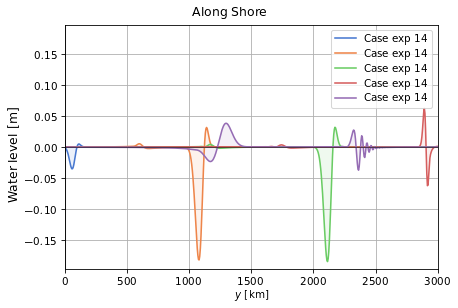 Along Shore
Case exp 14
Case exp 14
Case exp 14
Case exp 14
Case exp 14
Water level [m]
0.15
0.10
0.05
0.00
−0.05
−0.10
−0.15
0 500 1000 1500 2000 2500 3000
y [km]